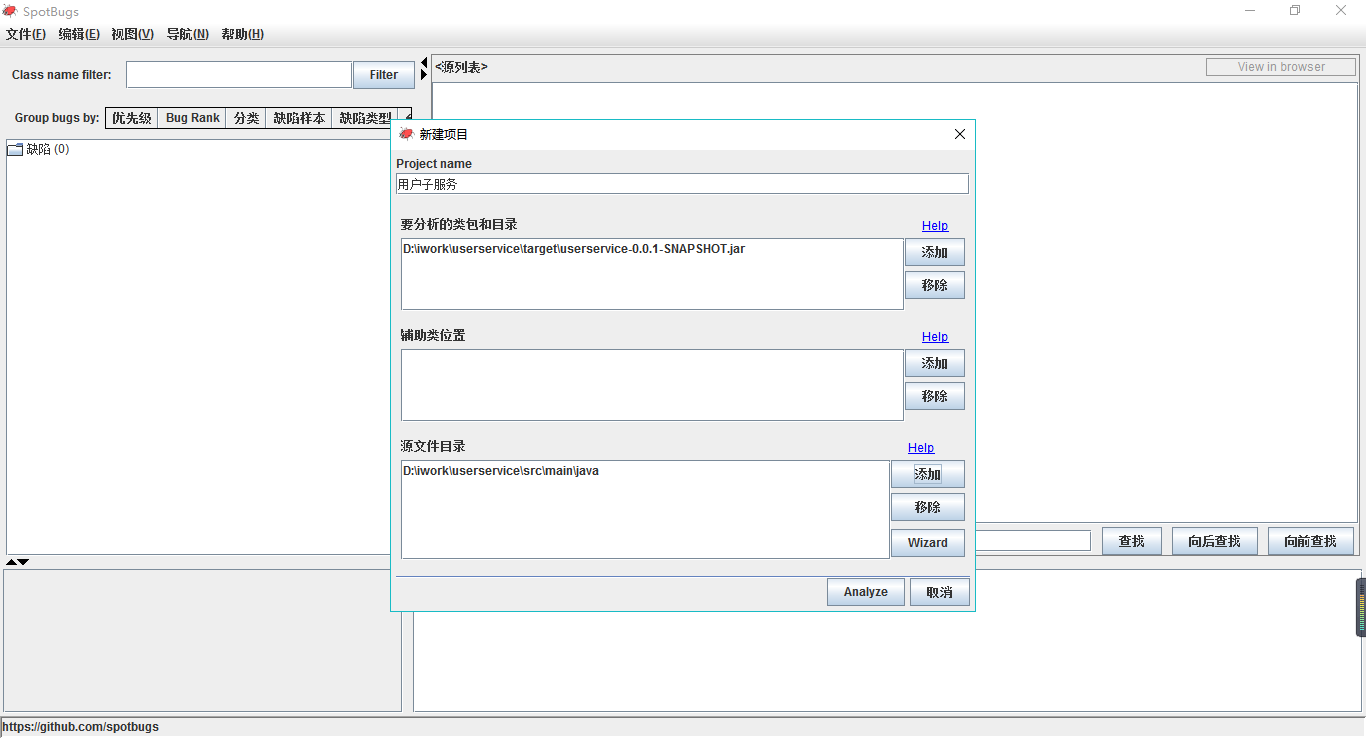 SpotBugs
文件(F) 编辑(E) 视图(V) 导航(N) 帮助(H)
Class name filter:
Filter
<源列表>
View in browser
Group bugs by:
优先级
Bug Rank
分类
缺陷样本
缺陷类型
缺陷 (0)
新建项目
Project name
用户子服务
要分析的类包和目录
Help
D:\iwork\userservice\target\userservice-0.0.1-SNAPSHOT.jar
添加
移除
辅助类位置
Help
添加
移除
源文件目录
Help
D:\iwork\userservice\src\main\java
添加
移除
Wizard
Analyze
取消
查找
向后查找
向前查找
https://github.com/spotbugs